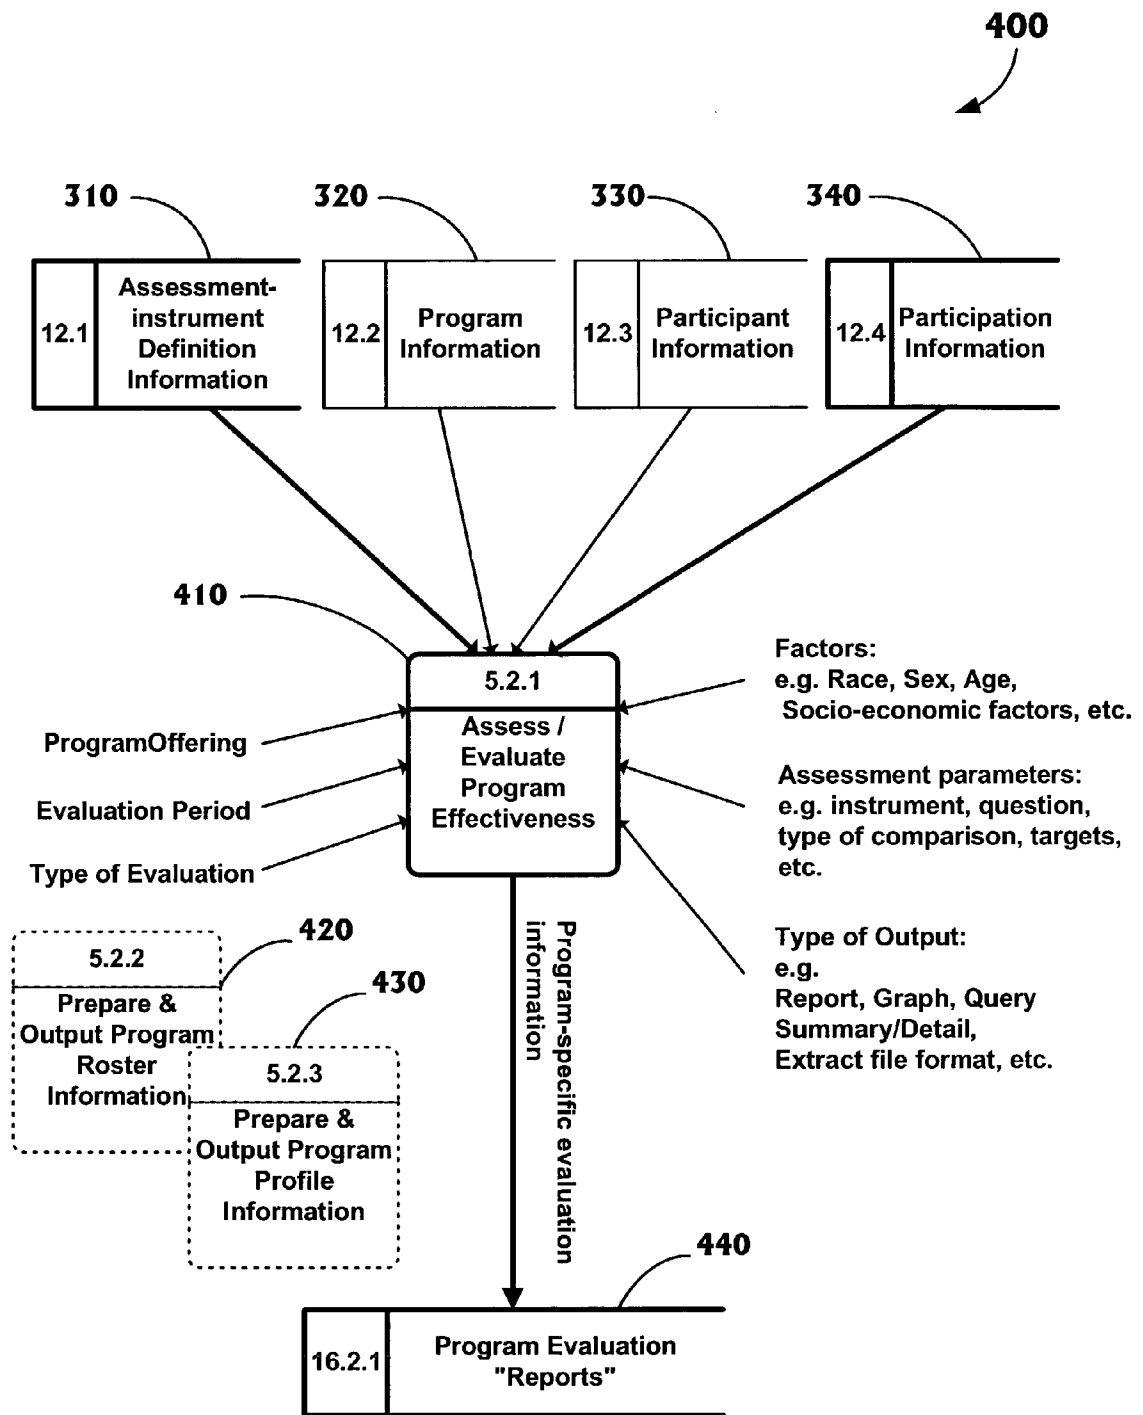 400
310
320
330
340
12.1
Assessment-
instrument
Definition
Information
12.2
Program
Information
12.3
Participant
Information
12.4
Participation
Information
410
5.2.1
Assess /
Evaluate
Program
Effectiveness
ProgramOffering
Evaluation Period
Type of Evaluation
Factors:
e.g. Race, Sex, Age,
Socio-economic factors, etc.
Assessment parameters:
e.g. instrument, question,
type of comparison, targets,
etc.
Type of Output:
e.g.
Report, Graph, Query
Summary/Detail,
Extract file format, etc.
420
5.2.2
Prepare &
Output Program
Roster
Information
430
5.2.3
Prepare &
Output Program
Profile
Information
Program-specific evaluation
information
440
16.2.1
Program Evaluation
"Reports"